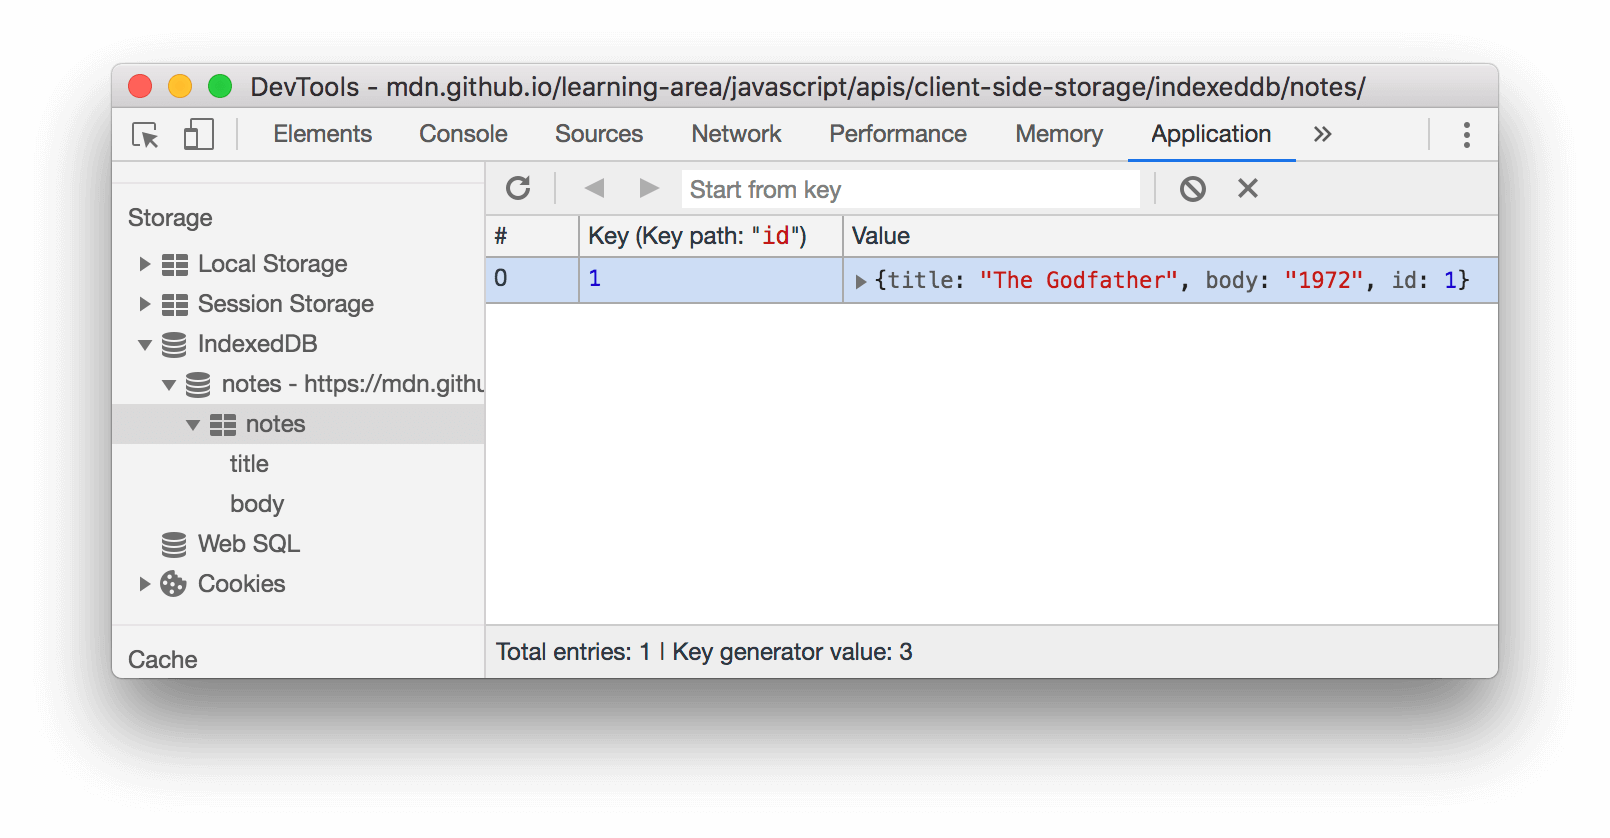 DevTools - mdn.github.io/learning-area/javascript/apis/client-side-storage/indexeddb/notes/
Elements Console Sources Network Performance Memory Application »
Start from key
Storage
Local Storage
Session Storage
IndexedDB
notes - https://mdn.githu
notes
title
body
Web SQL
Cookies
Cache
# Key (Key path: "id") Value
0 1 {title: "The Godfather", body: "1972", id: 1}
Total entries: 1 | Key generator value: 3